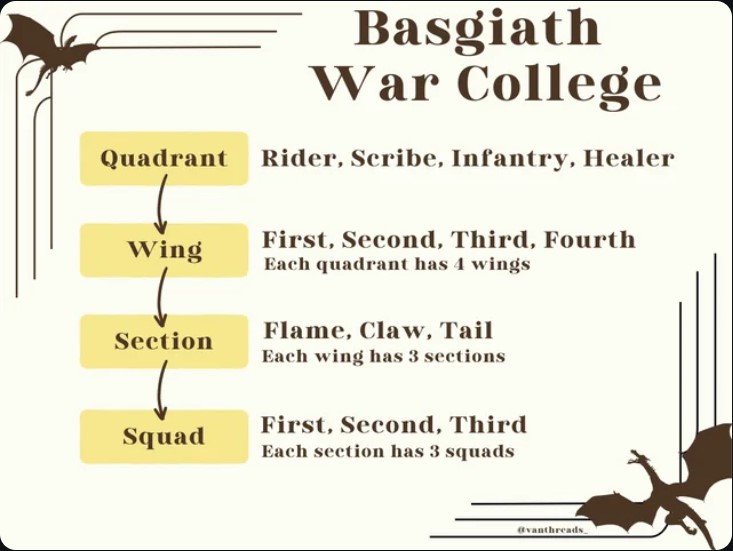 Basgiath
War College
Quadrant
Rider, Scribe, Infantry, Healer
Wing
First, Second, Third, Fourth
Each quadrant has 4 wings
Section
Flame, Claw, Tail
Each wing has 3 sections
Squad
First, Second, Third
Each section has 3 squads
@vanthreads_